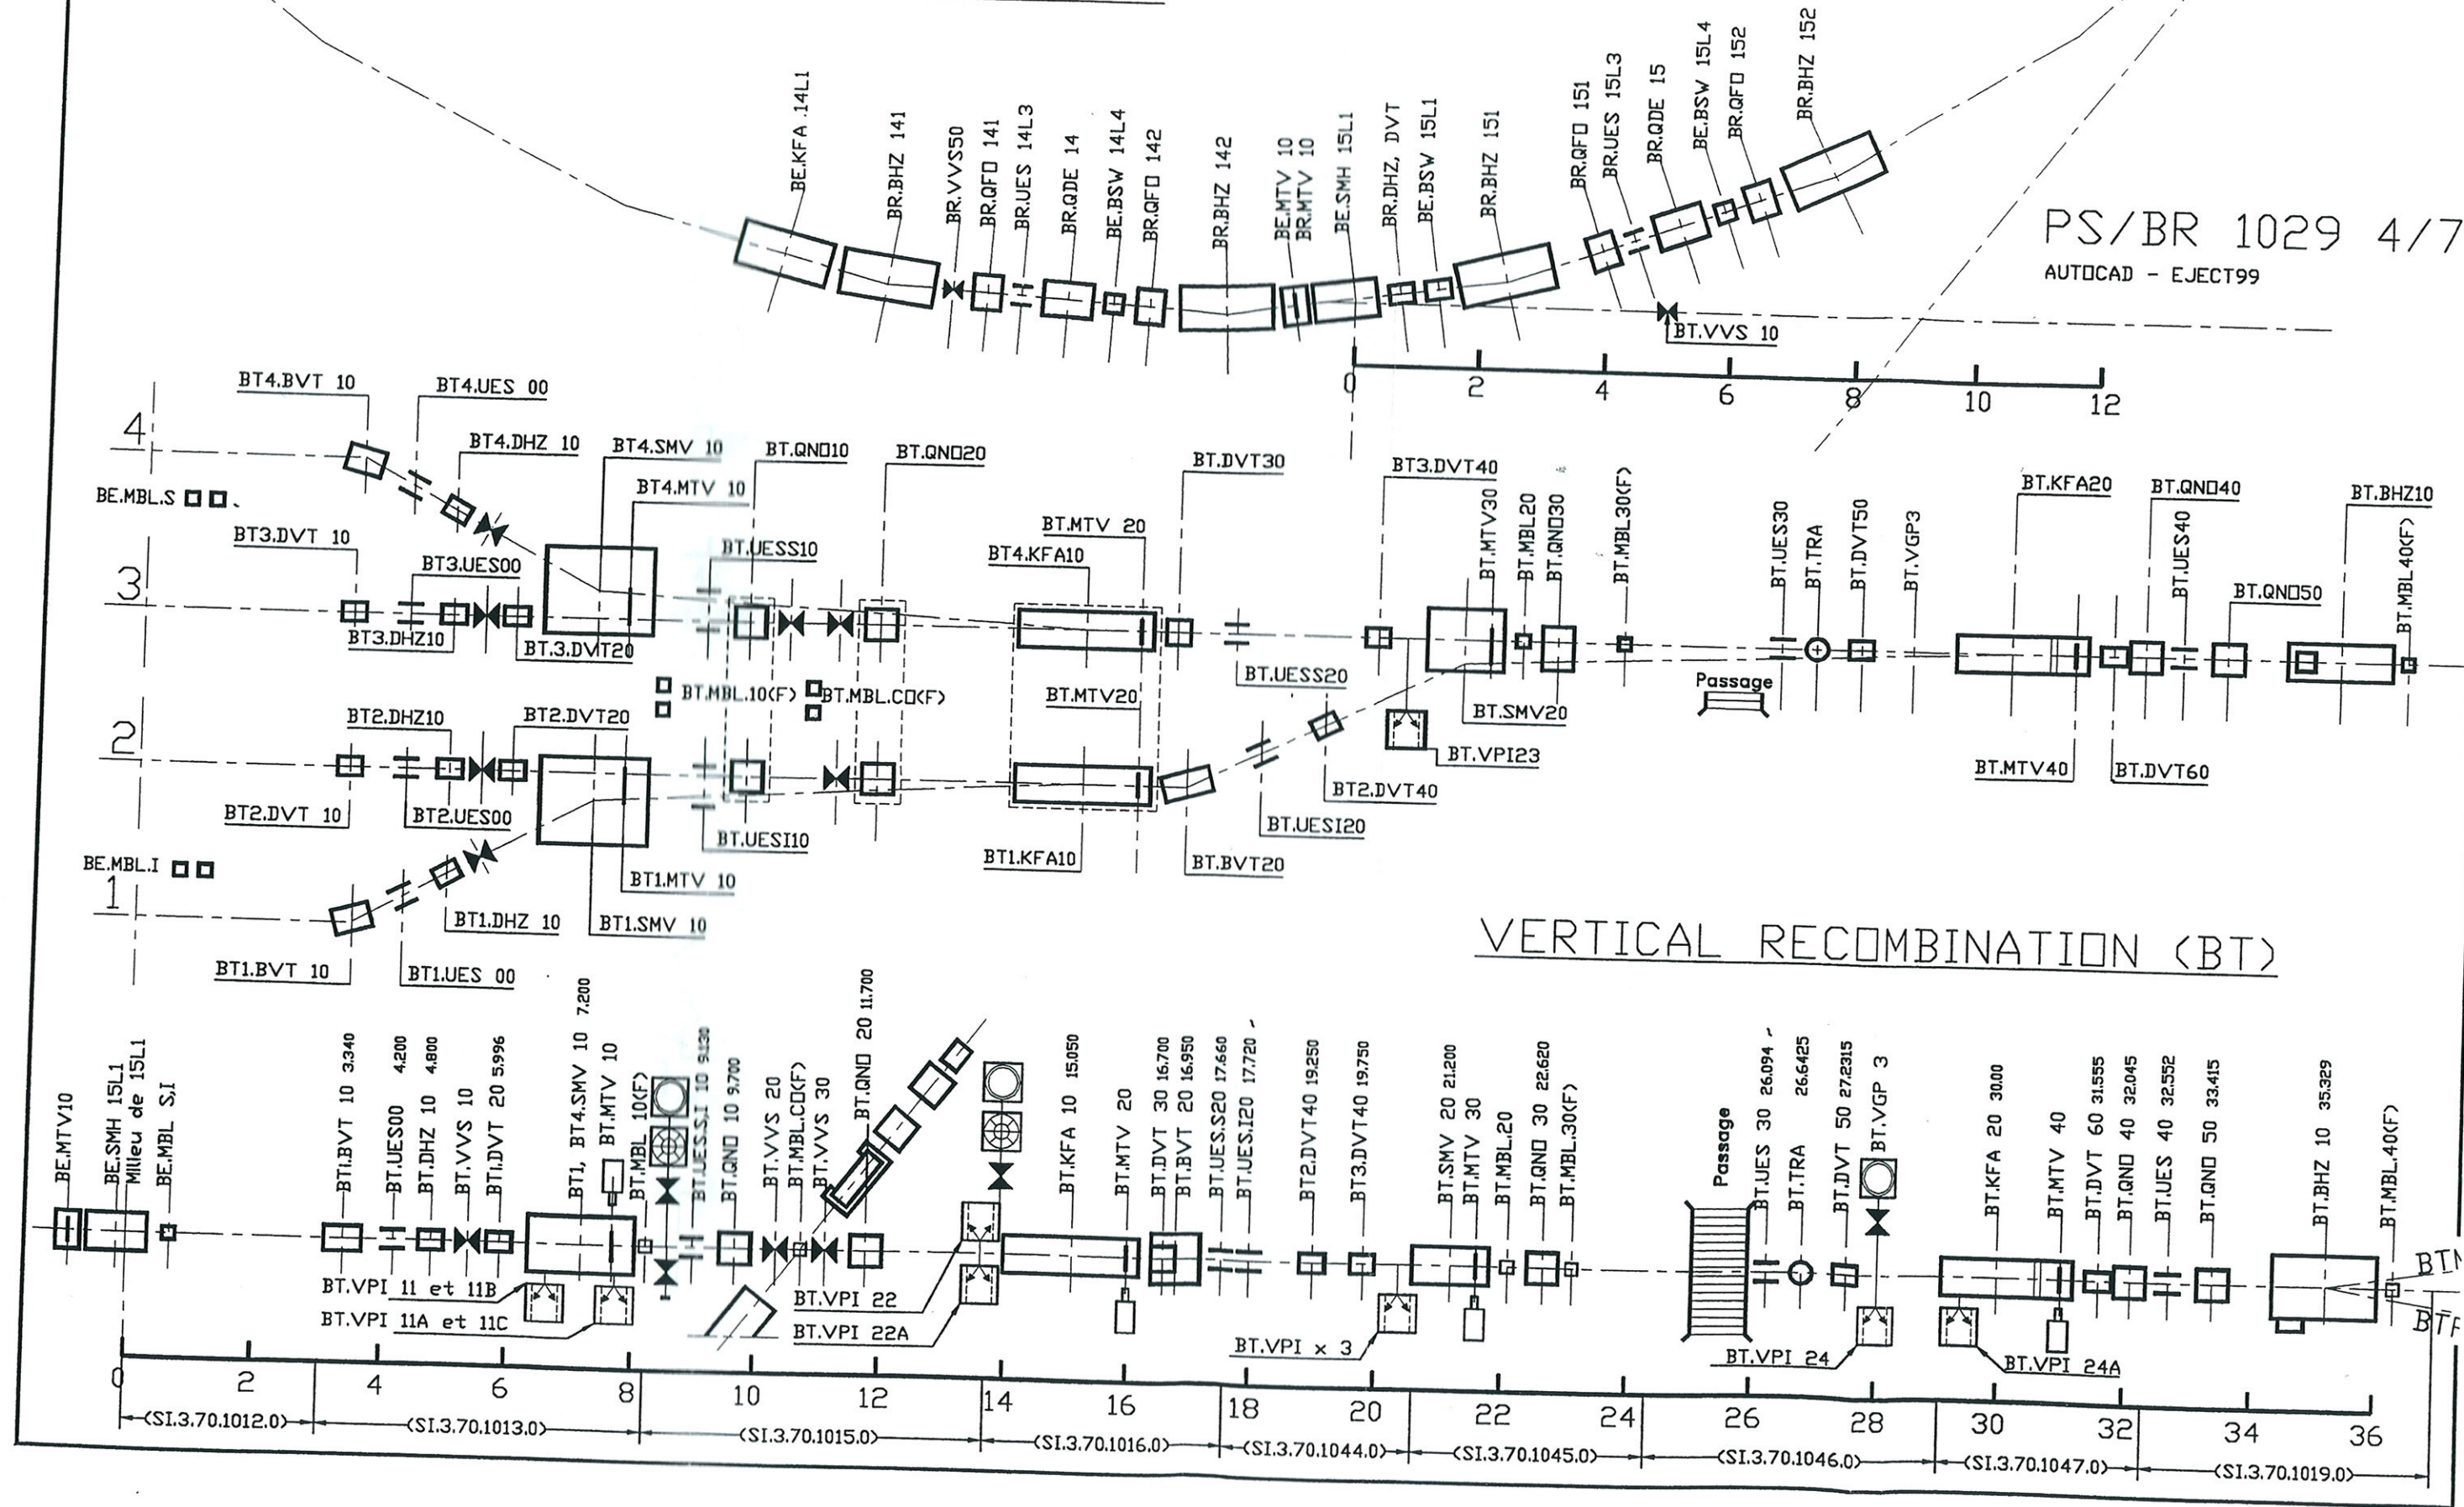 BE.KFA .14L1
BR.BHZ 141
BR.VVS50
BR.QFO 141
BR.UES 14L3
BR.QDE 14
BE.BSW 14L4
BR.QFO 142
BR.BHZ 142
BE.MTV 10
BR.MTV 10
BE.SMH 15L1
BR.DHZ, DVT
BE.BSW 15L1
BR.BHZ 151
BR.QFO 151
BR.UES 15L3
BR.QDE 15
BE.BSW 15L4
BR.QFO 152
BR.BHZ 152
PS/BR 1029 4/7
AUTOCAD - EJECT99
BT.VVS 10
0 2 4 6 8 10 12
BT4.BVT 10
BT4.UES 00
4
BT4.DHZ 10
BT4.SMV 10
BT.QNO10
BT.QNO20
BT.DVT30
BT3.DVT40
BT4.MTV 10
BE.MBL.S
BT.MTV30
BT.MBL20
BT.QNO30
BT.MBL30(F)
BT.UES30
BT.TRA
BT.DVT50
BT.VGP3
BT.KFA20
BT.QNO40
BT.UES40
BT.BHZ10
BT.MBL40(F)
BT3.DVT 10
BT.MTV 20
BT4.KFA10
BT.UESS10
BT3.UES00
3
BT.QNO50
BT3.DHZ10
BT.3.DVT20
BT.UESS20
Passage
BT.MBL.10(F)
BT.MBL.CO(F)
BT.MTV20
BT.SMV20
BT2.DHZ10
BT2.DVT20
2
BT.VPI23
BT.MTV40
BT.DVT60
BT2.DVT 10
BT2.UES00
BT2.DVT40
BT.UESI10
BT.UESI20
BE.MBL.I
BT1.KFA10
BT.BVT20
1
BT1.MTV 10
BT1.DHZ 10
BT1.SMV 10
BT1.BVT 10
BT1.UES 00
VERTICAL RECOMBINATION (BT)
BE.MTV10
BE.SMH 15L1
Milieu de 15L1
BE.MBL S,I
BT1.BVT 10 3.340
BT.UES00 4.200
BT.DHZ 10 4.800
BT.VVS 10
BT1.DVT 20 5.996
BT1, BT4.SMV 10 7.200
BT.MTV 10
BT.MBL 10(F)
BT.UES.S,I 10 9.130
BT.QNO 10 9.700
BT.VVS 20
BT.MBL.CO(F)
BT.VVS 30
BT.QNO 20 11.700
BT.KFA 10 15.050
BT.MTV 20
BT.DVT 30 16.700
BT.BVT 20 16.950
BT.UES.S20 17.660
BT.UES.I20 17.720
BT2.DVT40 19.250
BT3.DVT40 19.750
BT.SMV 20 21.200
BT.MTV 30
BT.MBL.20
BT.QNO 30 22.620
BT.MBL.30(F)
Passage
BT.UES 30 26.094
BT.TRA 26.6425
BT.DVT 50 27.2315
BT.VGP 3
BT.KFA 20 30.00
BT.MTV 40
BT.DVT 60 31.555
BT.QNO 40 32.045
BT.UES 40 32.552
BT.QNO 50 33.415
BT.BHZ 10 35.329
BT.MBL.40(F)
BT.VPI 11 et 11B
BT.VPI 11A et 11C
BT.VPI 22
BT.VPI 22A
BT.VPI x 3
BT.VPI 24
BT.VPI 24A
0 2 4 6 8 10 12 14 16 18 20 22 24 26 28 30 32 34 36
(SI.3.70.1012.0) (SI.3.70.1013.0) (SI.3.70.1015.0) (SI.3.70.1016.0) (SI.3.70.1044.0) (SI.3.70.1045.0) (SI.3.70.1046.0) (SI.3.70.1047.0) (SI.3.70.1019.0)